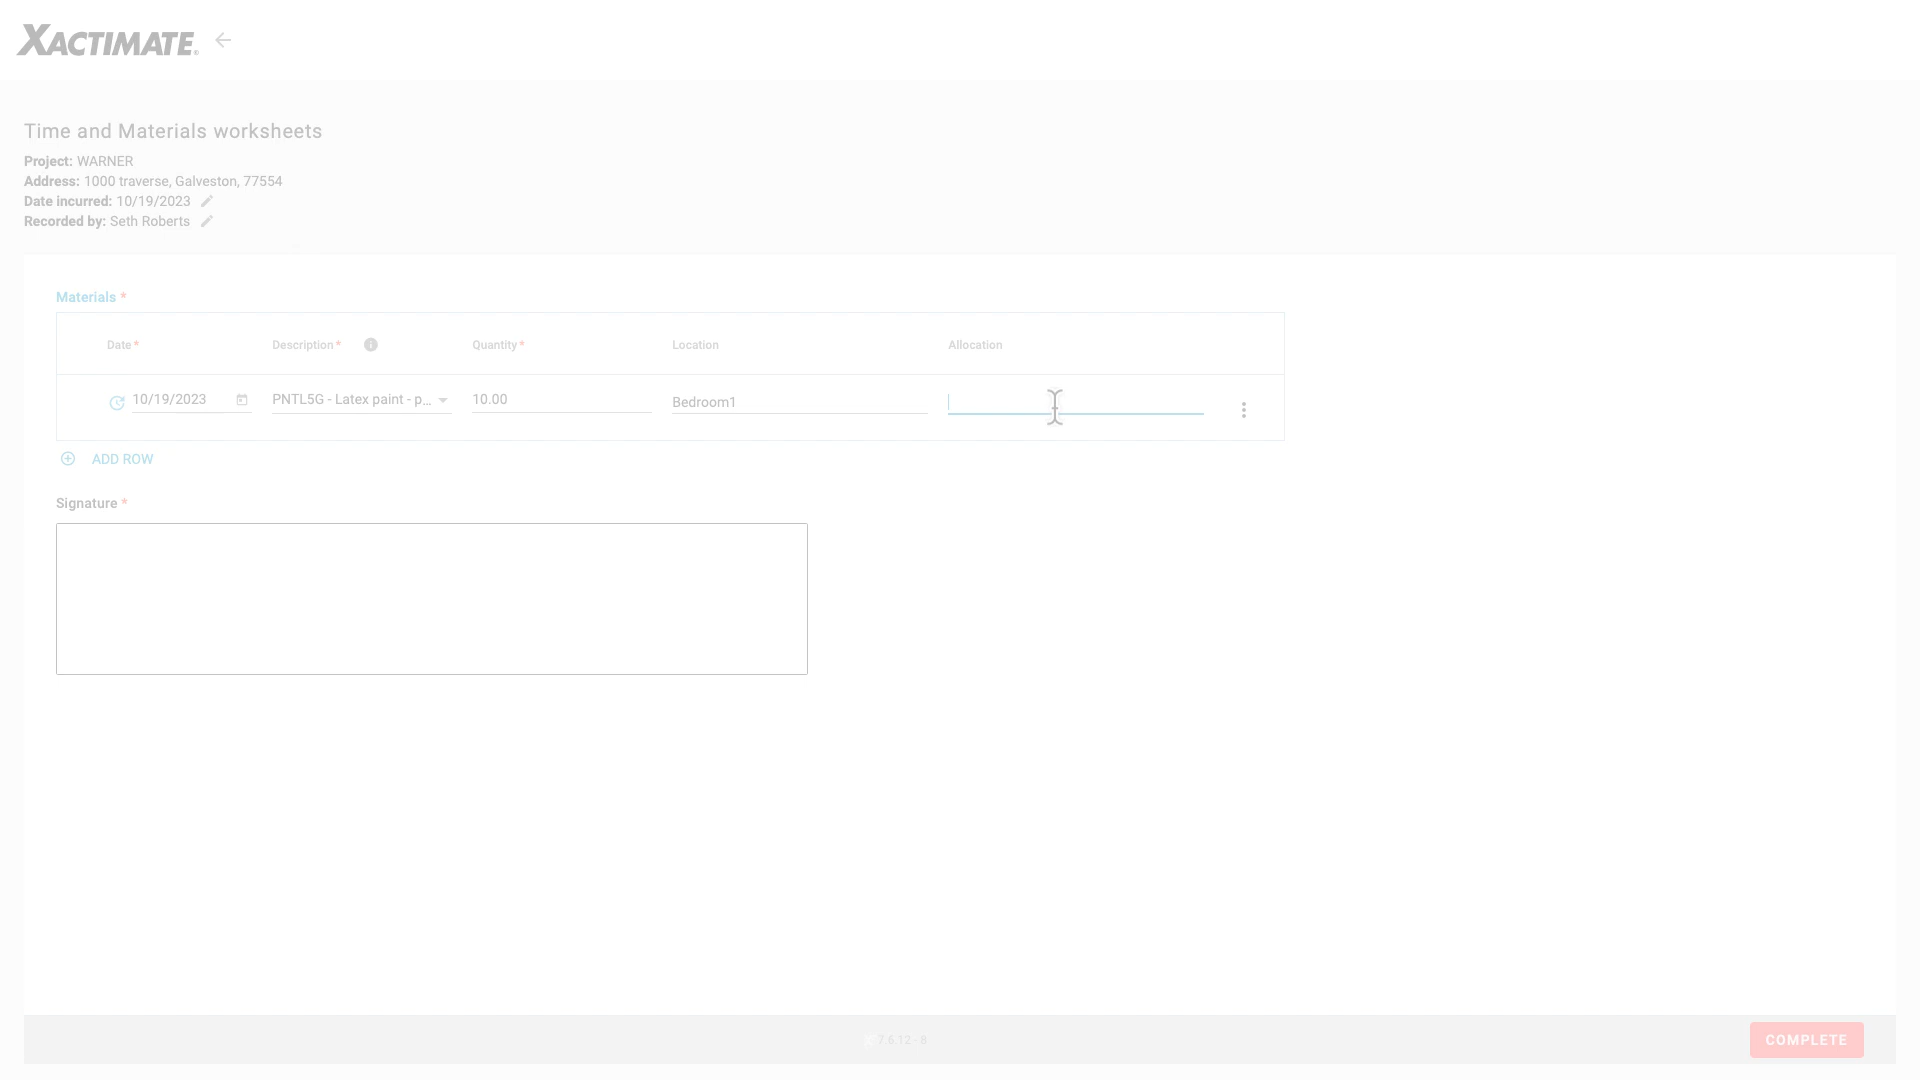 XACTIMATE®
Time and Materials worksheets
Project: WARNER
Address: 1000 traverse, Galveston, 77554
Date incurred: 10/19/2023
Recorded by: Seth Roberts
Materials *
Date * Description * Quantity * Location Allocation
10/19/2023 PNTL5G - Latex paint - p... 10.00 Bedroom1
ADD ROW
Signature *
7.6.12 - 8
COMPLETE